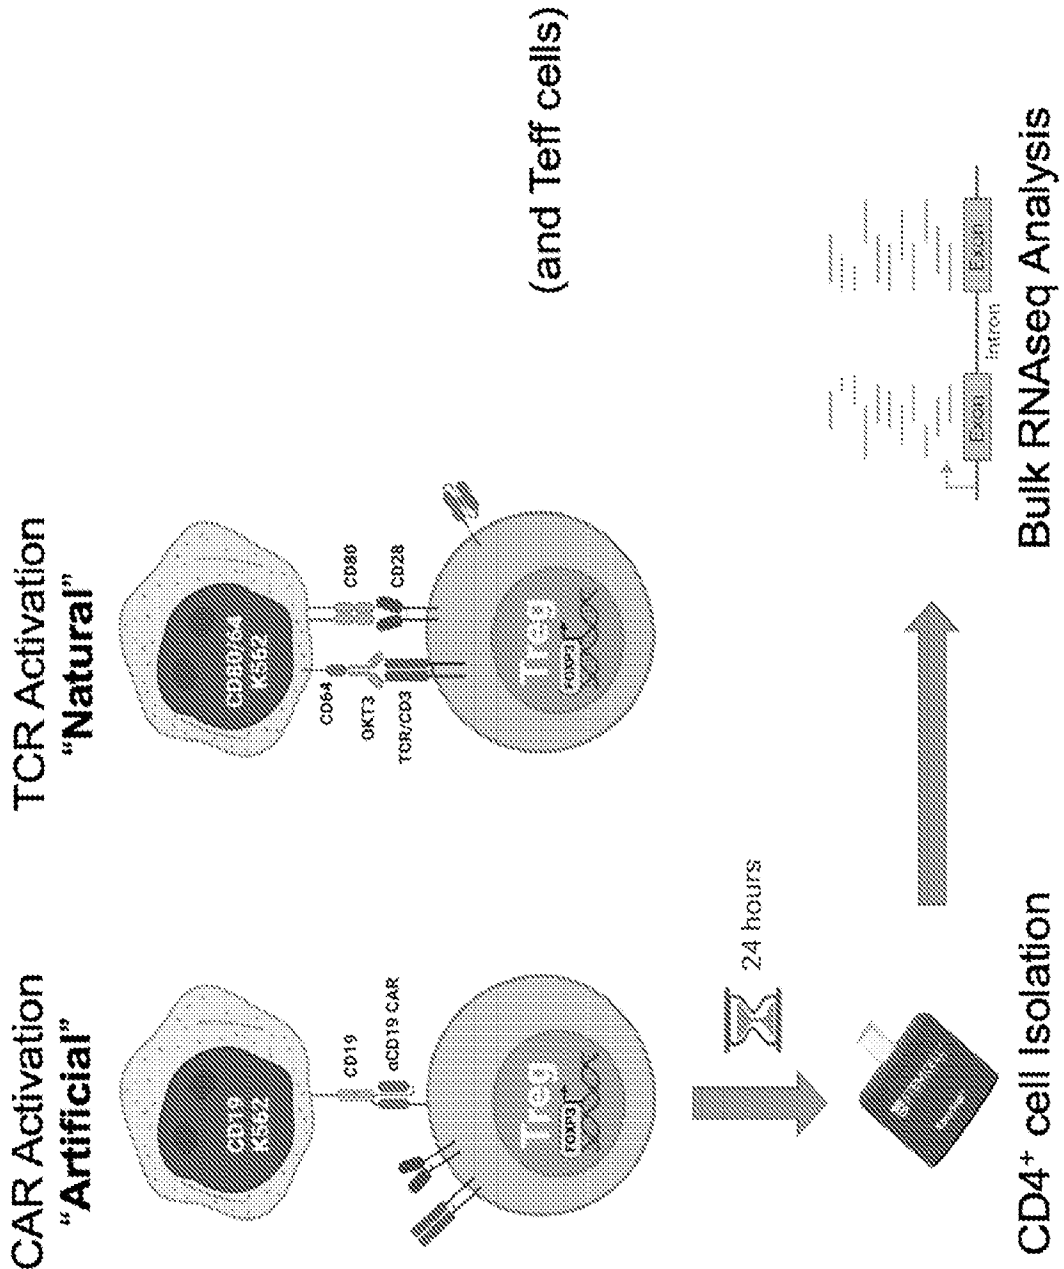 CAR Activation
"Artificial"
CD19
K562
CD19
αCD19 CAR
Treg
FOXP3
TCR Activation
"Natural"
CD80/64
K562
CD64
OKT3
TCR/CD3
CD80
CD28
Treg
FOXP3
(and Teff cells)
24 hours
CD4⁺ cell Isolation
Exon
Intron
Exon
Bulk RNAseq Analysis